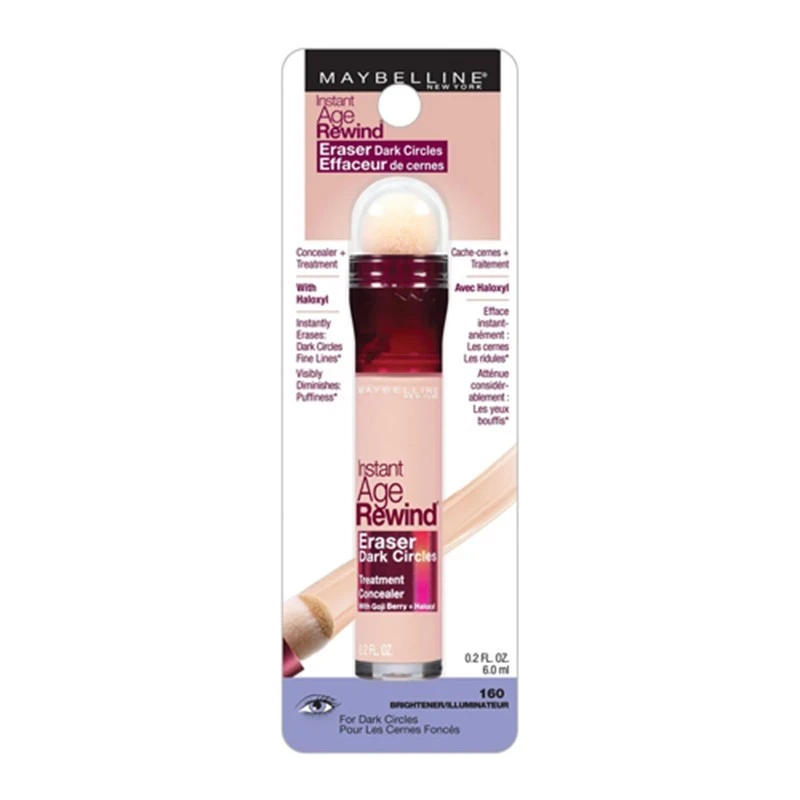 MAYBELLINE®
NEW YORK
Instant
Age
Rewind®
Eraser Dark Circles
Effaceur de cernes
Concealer +
Treatment
With
Haloxyl
Instantly
Erases:
Dark Circles
Fine Lines*
Visibly
Diminishes:
Puffiness*
Cache-cernes +
Traitement
Avec Haloxyl
Efface
instant-
anément :
Les cernes
Les ridules*
Atténue
considér-
ablement :
Les yeux
bouffis*
MAYBELLINE
NEW YORK
Instant
Age
Rewind®
Eraser
Dark Circles
Treatment
Concealer
With Goji Berry + Haloxyl
0.2 FL. OZ.
0.2 FL. OZ.
6.0 ml
160
BRIGHTENER/ILLUMINATEUR
For Dark Circles
Pour Les Cernes Foncés